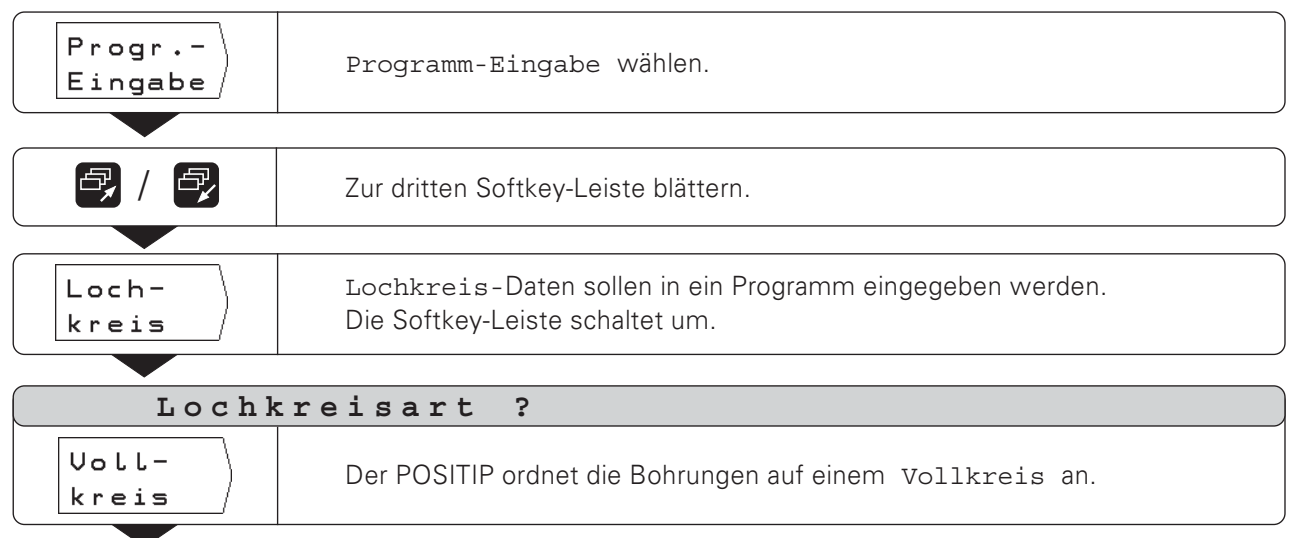 Progr.-
Eingabe
Programm-Eingabe wählen.
/
Zur dritten Softkey-Leiste blättern.
Loch-
kreis
Lochkreis-Daten sollen in ein Programm eingegeben werden.
Die Softkey-Leiste schaltet um.
Lochkreisart ?
Voll-
kreis
Der POSITIP ordnet die Bohrungen auf einem Vollkreis an.